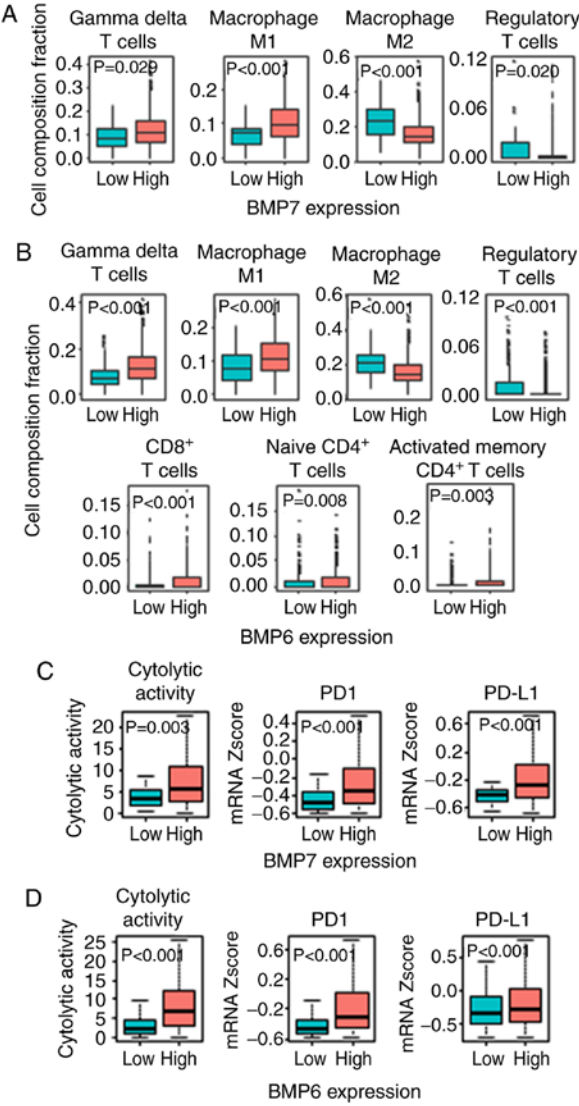 A
Gamma delta T cells
Macrophage M1
Macrophage M2
Regulatory T cells
Cell composition fraction
P=0.029
P<0.001
P<0.001
P=0.020
0.4
0.3
0.2
0.1
0.0
0.2
0.1
0.0
0.6
0.4
0.2
0.0
0.12
0.06
0.00
Low High
Low High
Low High
Low High
BMP7 expression
B
Gamma delta T cells
Macrophage M1
Macrophage M2
Regulatory T cells
Cell composition fraction
P<0.001
P<0.001
P<0.001
P<0.001
0.4
0.2
0.0
0.2
0.1
0.0
0.6
0.4
0.2
0.0
0.12
0.06
0.00
Low High
Low High
Low High
Low High
CD8+ T cells
Naive CD4+ T cells
Activated memory CD4+ T cells
P<0.001
P=0.008
P=0.003
0.15
0.10
0.05
0.00
0.15
0.10
0.05
0.00
0.2
0.1
0.0
Low High
Low High
Low High
BMP6 expression
C
Cytolytic activity
PD1
PD-L1
Cytolytic activity
mRNA Zscore
mRNA Zscore
P=0.003
P<0.001
P<0.001
20
15
10
5
0
0.4
0.2
0.0
−0.2
−0.4
−0.6
0.6
0.2
−0.2
−0.6
Low High
Low High
Low High
BMP7 expression
D
Cytolytic activity
PD1
PD-L1
Cytolytic activity
mRNA Zscore
mRNA Zscore
P<0.001
P<0.001
P<0.001
25
20
15
10
5
0
0.6
0.2
−0.2
−0.6
0.5
0.0
−0.5
Low High
Low High
Low High
BMP6 expression